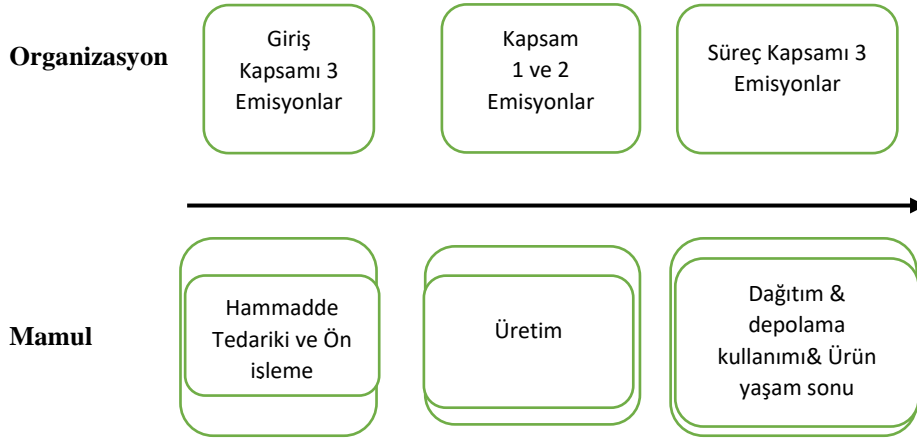 Organizasyon
Giriş
Kapsamı 3
Emisyonlar
Kapsam
1 ve 2
Emisyonlar
Süreç Kapsamı 3
Emisyonlar
Mamul
Hammadde
Tedariki ve Ön
işleme
Üretim
Dağıtım &
depolama
kullanımı& Ürün
yaşam sonu